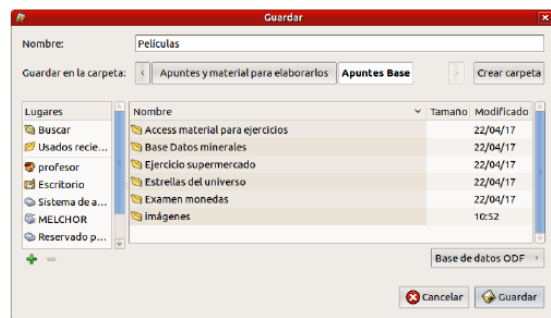 Guardar
Nombre: Películas
Guardar en la carpeta: Apuntes y material para elaborarlos Apuntes Base Crear carpeta
Lugares Nombre Tamaño Modificado
Buscar Access material para ejercicios 22/04/17
Usados recie... Base Datos minerales 22/04/17
profesor Ejercicio supermercado 22/04/17
Escritorio Estrellas del universo 22/04/17
Sistema de a... Examen monedas 22/04/17
MELCHOR imágenes 10:52
Reservado p...
Base de datos ODF
Cancelar Guardar